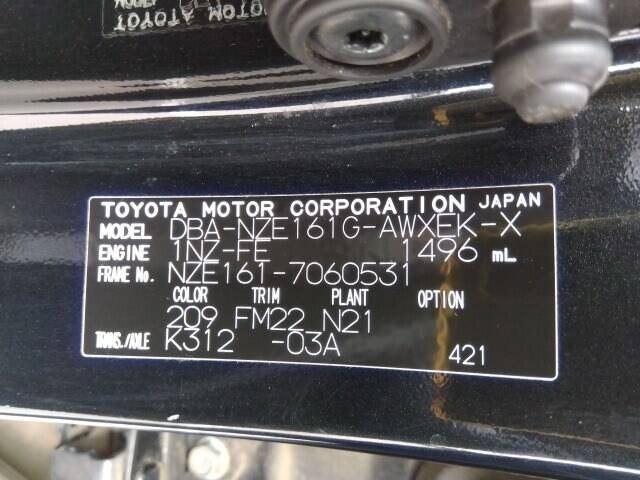 TOYOTA MOTOR CORPORATION JAPAN
MODEL DBA-NZE161G-AWXEK-X
ENGINE 1NZ-FE 1496 mL
FRAME No. NZE161-7060531
COLOR TRIM PLANT OPTION
209 FM22 N21
TRANS./AXLE K312 -03A 421